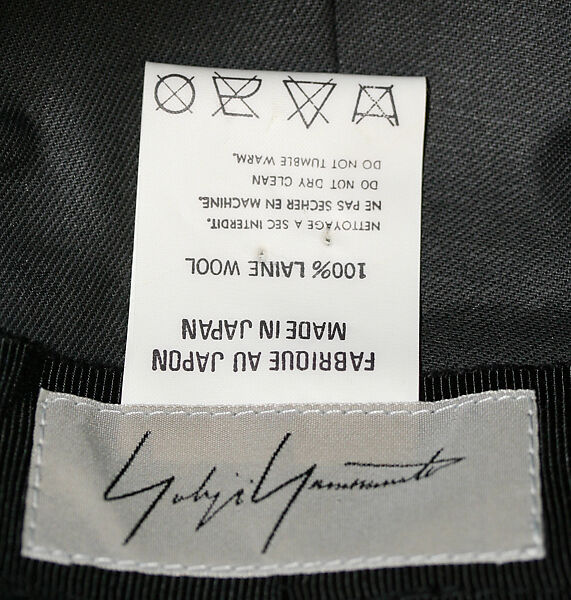 FABRIQUE AU JAPON
MADE IN JAPAN
100% LAINE WOOL
NETTOYAGE A SEC INTERDIT.
NE PAS SECHER EN MACHINE.
DO NOT DRY CLEAN
DO NOT TUMBLE WARM.
Yohji Yamamoto